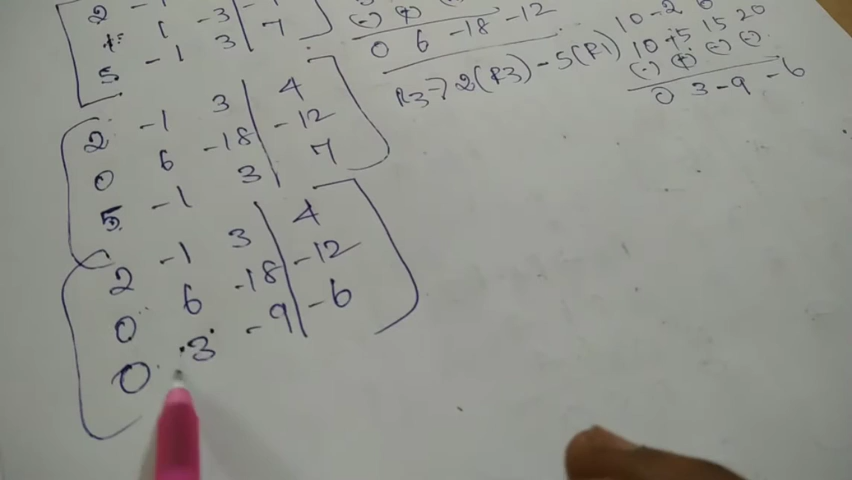 2 -1
1 -3
5 -1 3 7
0 6 -18 -12
R3→2(R3)-5(R1)
10 -2 6
10 -5 15 20
(-) (+) (-) (-)
0 3 -9 -6
2 -1 3 4
0 6 -18 -12
5 -1 3 7
2 -1 3 4
0 6 -18 -12
0 3 -9 -6